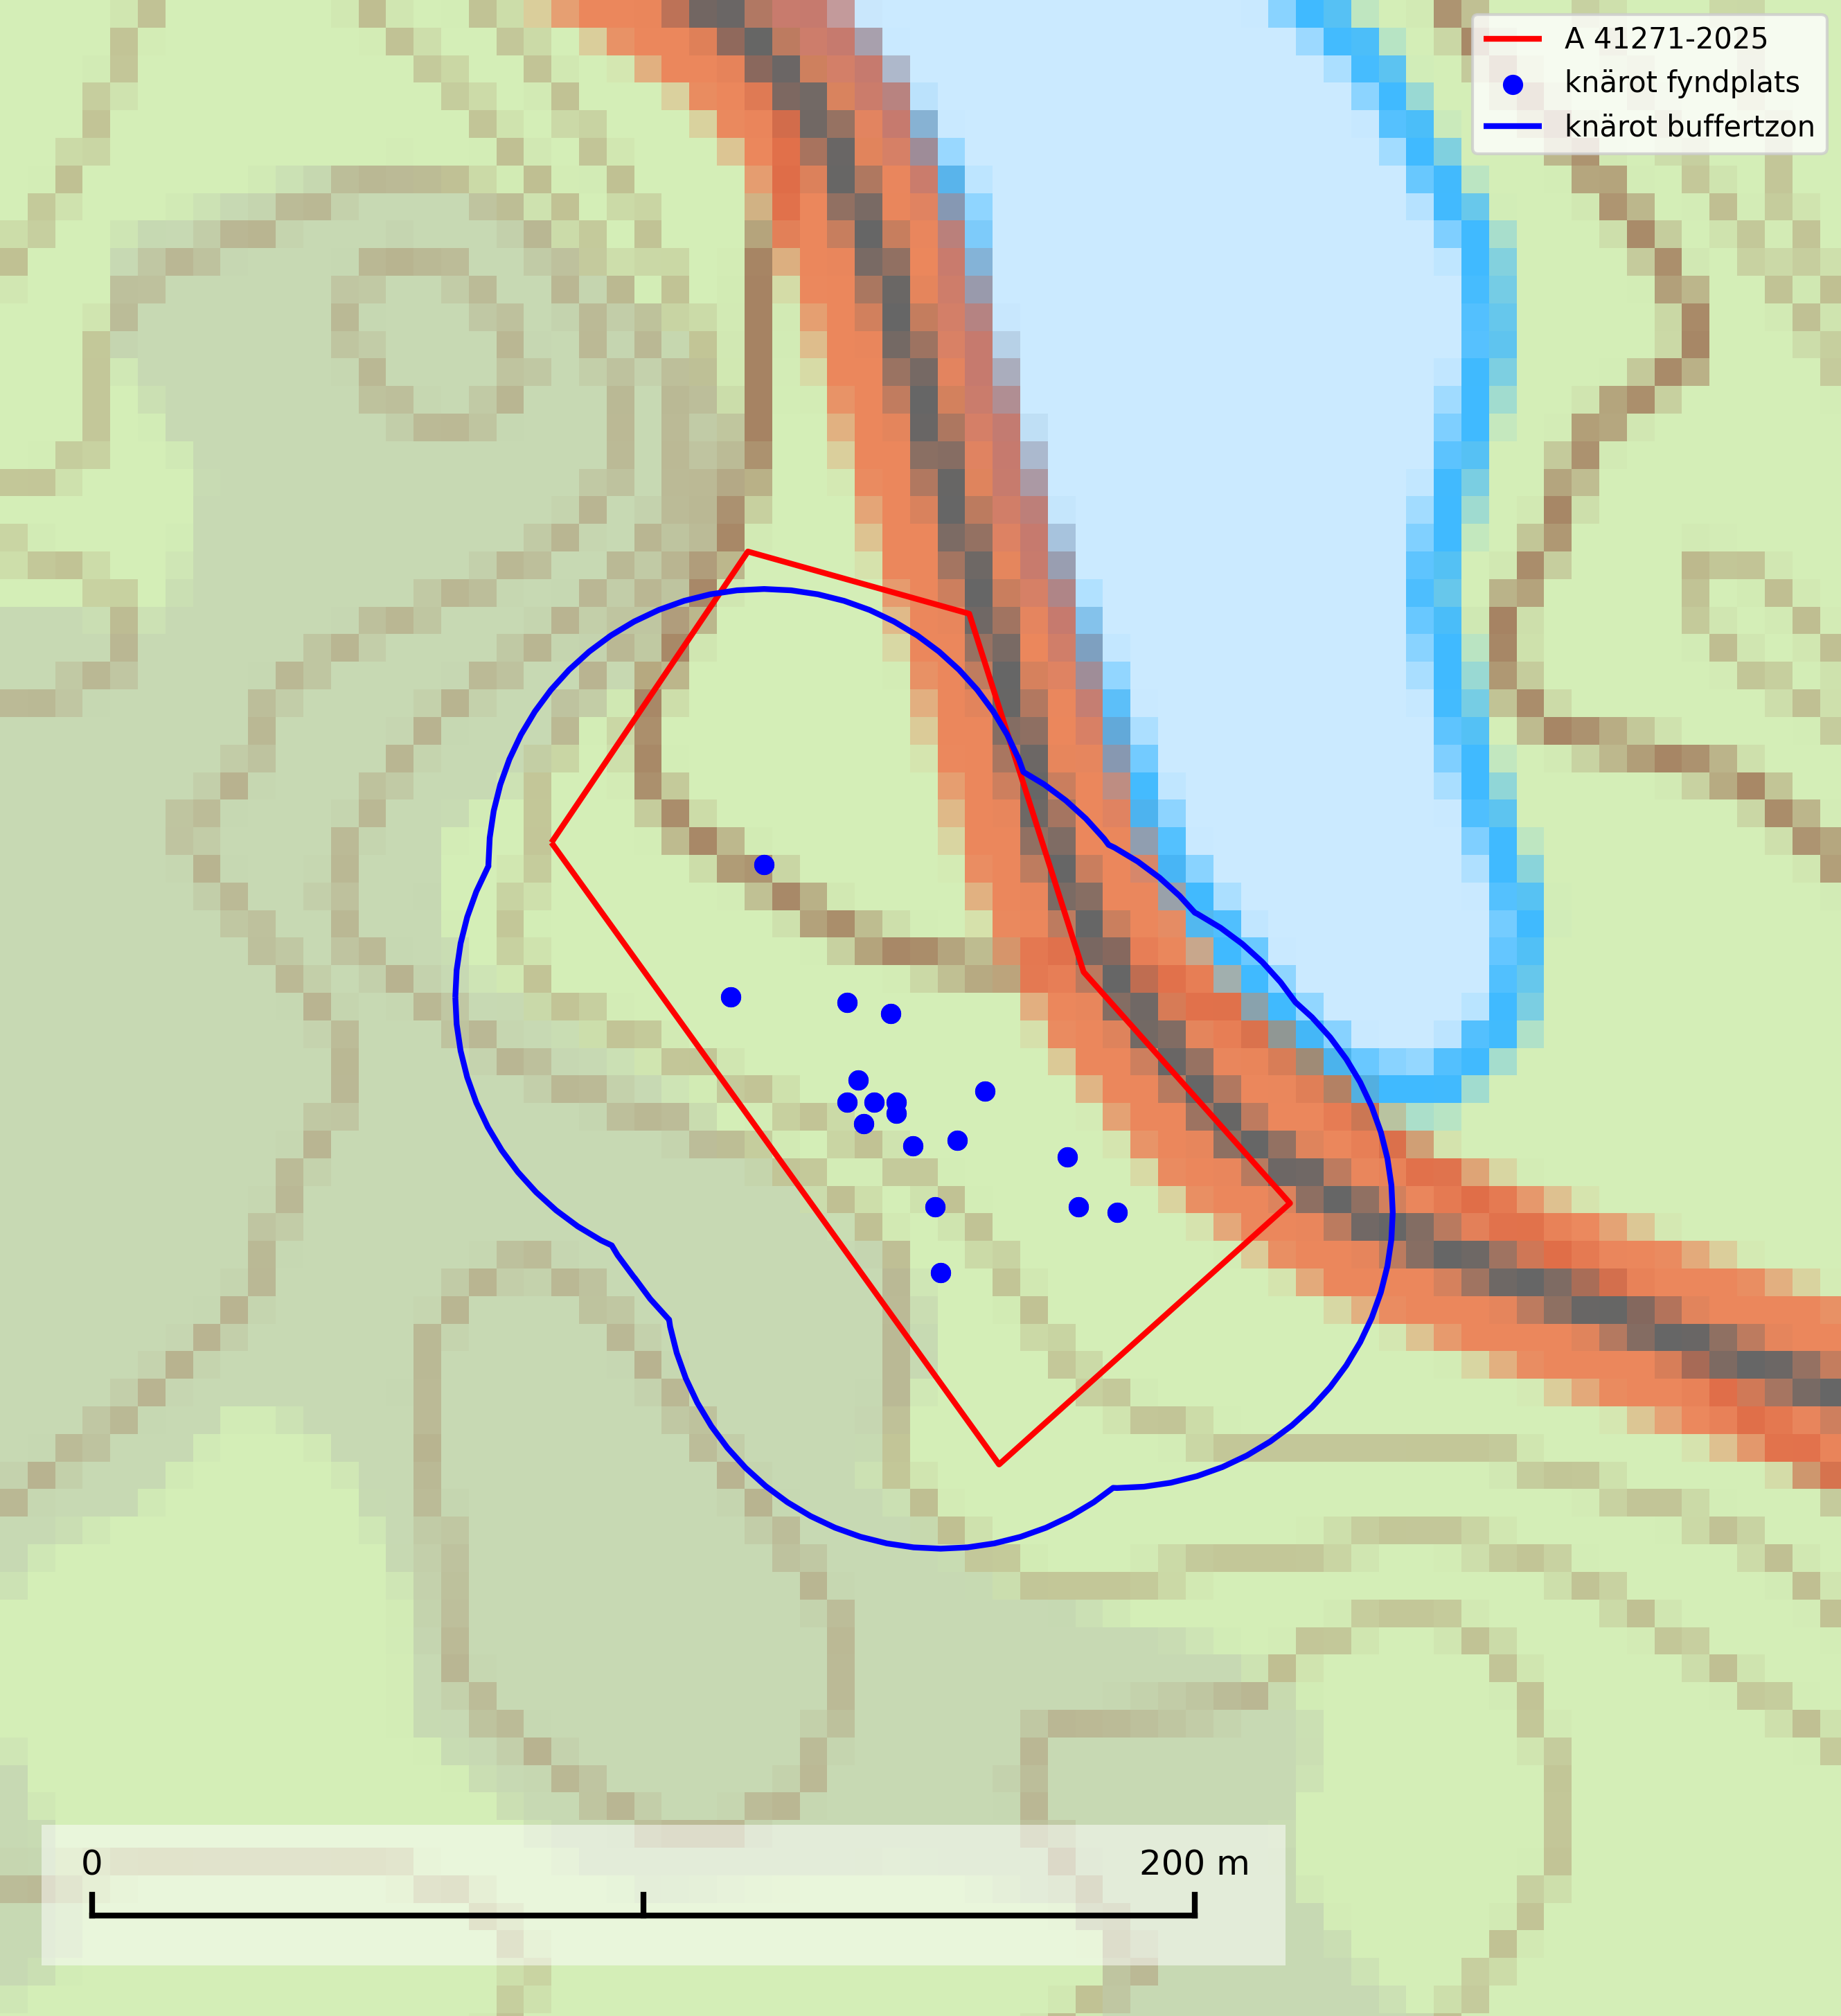 A 41271-2025
knärot fyndplats
knärot buffertzon
0 200 m